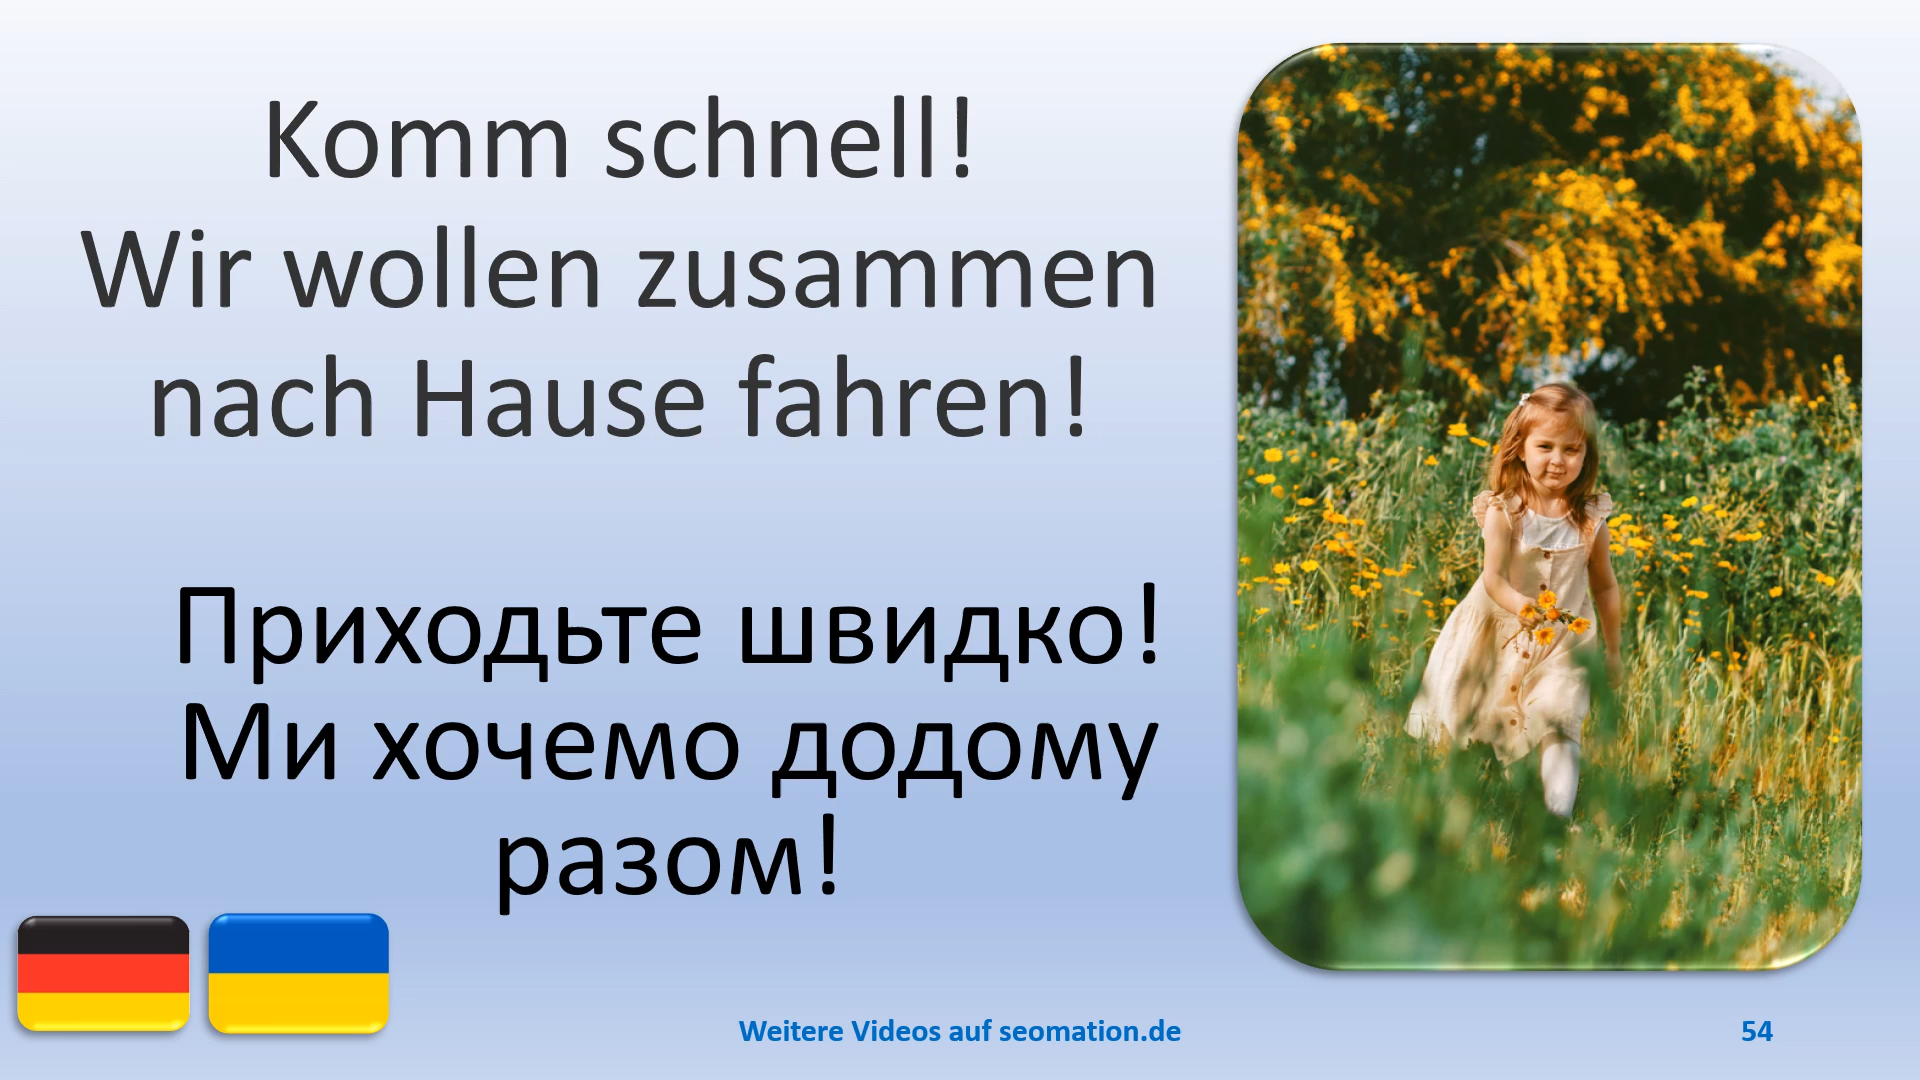 Komm schnell!
Wir wollen zusammen
nach Hause fahren!
Приходьте швидко!
Ми хочемо додому
разом!
Weitere Videos auf seomation.de
54